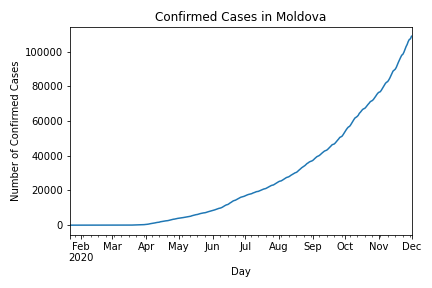 Confirmed Cases in Moldova
Number of Confirmed Cases
100000
80000
60000
40000
20000
0
Feb Mar Apr May Jun Jul Aug Sep Oct Nov Dec
2020
Day